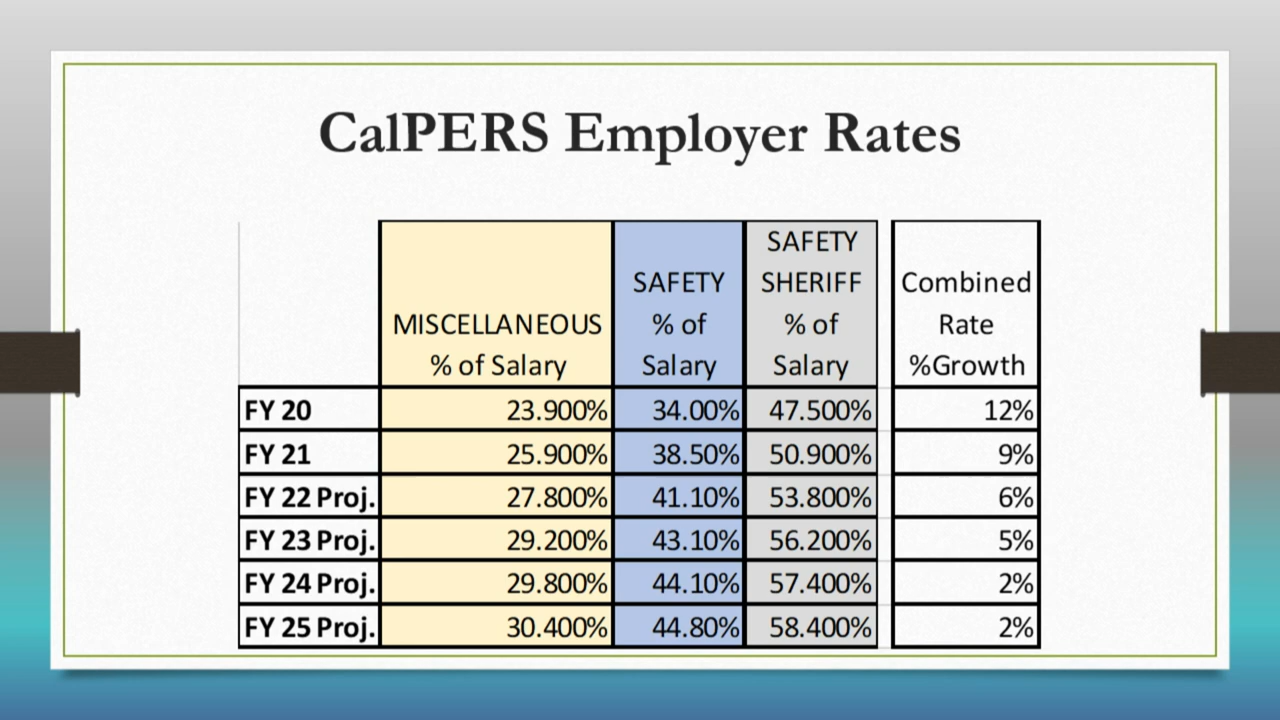 CalPERS Employer Rates
MISCELLANEOUS % of Salary SAFETY % of Salary SAFETY SHERIFF % of Salary Combined Rate %Growth
FY 20 23.900% 34.00% 47.500% 12%
FY 21 25.900% 38.50% 50.900% 9%
FY 22 Proj. 27.800% 41.10% 53.800% 6%
FY 23 Proj. 29.200% 43.10% 56.200% 5%
FY 24 Proj. 29.800% 44.10% 57.400% 2%
FY 25 Proj. 30.400% 44.80% 58.400% 2%